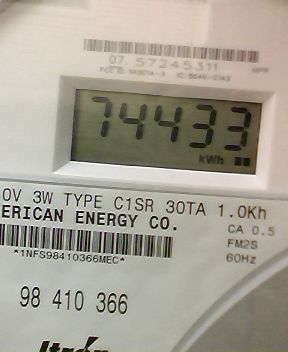 07 57245311
74433
kWh
0V 3W TYPE C1SR 30TA 1.0Kh
ERICAN ENERGY CO.
CA 0.5
FM2S
60Hz
*1NFS98410366MEC*
98 410 366
Itron